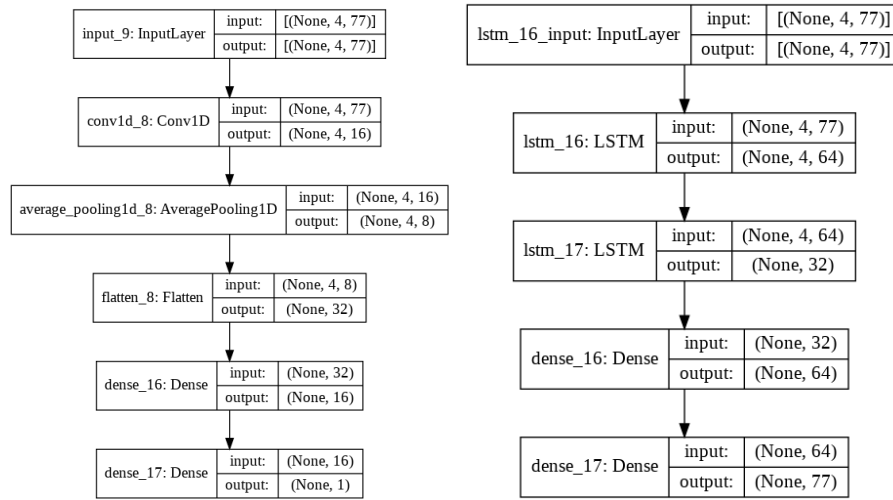 input_9: InputLayer
input: [(None, 4, 77)]
output: [(None, 4, 77)]
conv1d_8: Conv1D
input: (None, 4, 77)
output: (None, 4, 16)
average_pooling1d_8: AveragePooling1D
input: (None, 4, 16)
output: (None, 4, 8)
flatten_8: Flatten
input: (None, 4, 8)
output: (None, 32)
dense_16: Dense
input: (None, 32)
output: (None, 16)
dense_17: Dense
input: (None, 16)
output: (None, 1)
lstm_16_input: InputLayer
input: [(None, 4, 77)]
output: [(None, 4, 77)]
lstm_16: LSTM
input: (None, 4, 77)
output: (None, 4, 64)
lstm_17: LSTM
input: (None, 4, 64)
output: (None, 32)
dense_16: Dense
input: (None, 32)
output: (None, 64)
dense_17: Dense
input: (None, 64)
output: (None, 77)